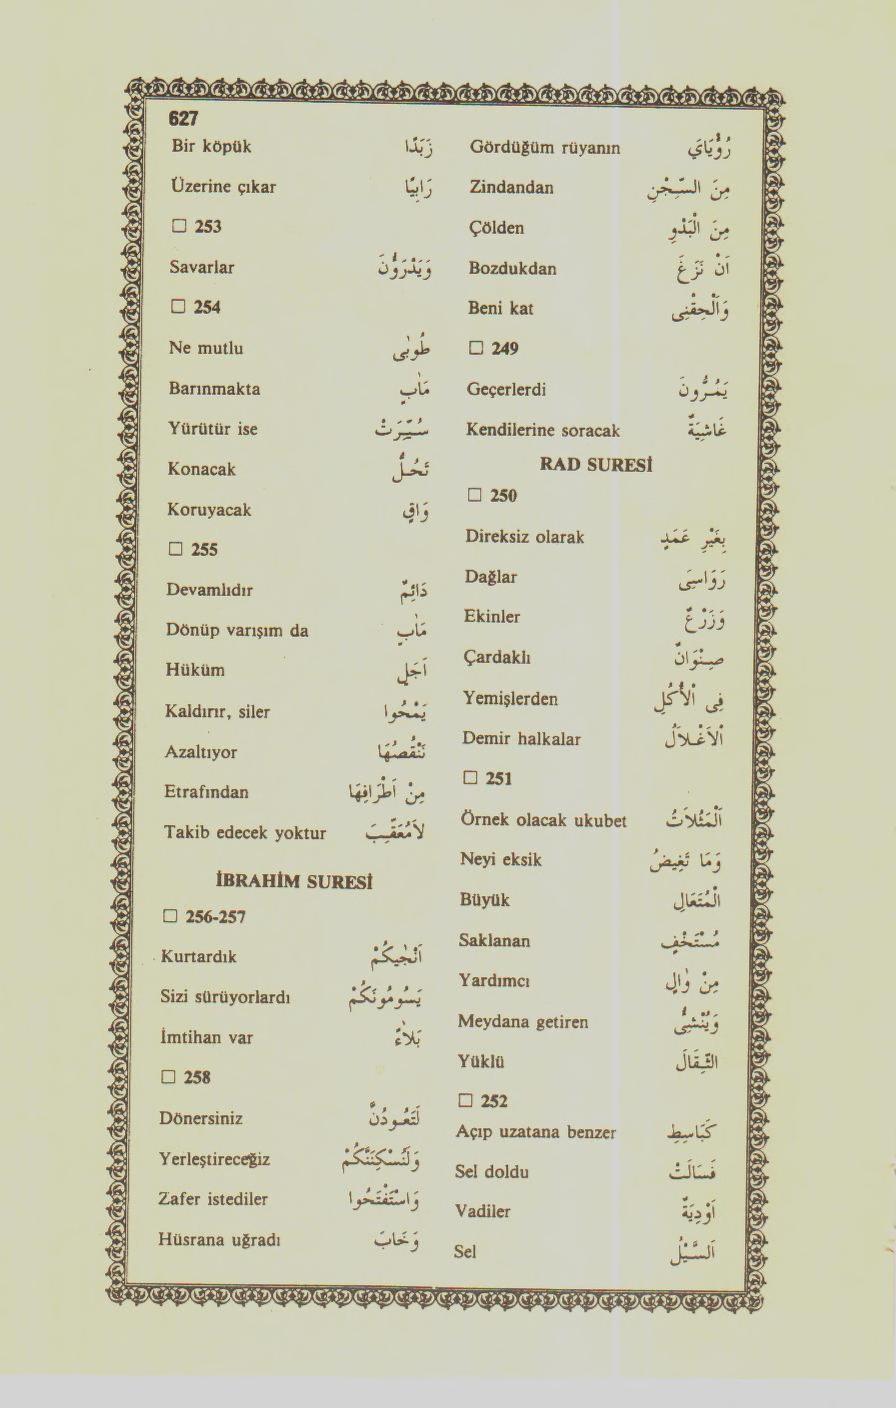 627
Gördüğüm rüyanın رُؤْيَايَ
Zindandan مِنَ السِّجْنِ
Çölden مِنَ الْبَدْوِ
Bozdukdan اَنْ نَزَغَ
Beni kat وَاَلْحِقْنِى
□ 249
Geçerlerdi يَمُرُّونَ
Kendilerine soracak غَاشِيَةٌ
RAD SURESİ
□ 250
Direksiz olarak بِغَيْرِ عَمَدٍ
Dağlar رَوَاسِىَ
Ekinler وَزَرْعٌ
Çardaklı صِنْوَانٌ
Yemişlerden فِى الْاُكُلِ
Demir halkalar اَلْاَغْلَالُ
□ 251
Örnek olacak ukubet اَلْمَثُلَاتُ
Neyi eksik وَمَا تَغِيضُ
Büyük الْمُتَعَالِ
Saklanan مُسْتَخْفٍ
Yardımcı مِنْ وَالٍ
Meydana getiren وَيُنْشِئُ
Yüklü الثِّقَالَ
□ 252
Açıp uzatana benzer كَبَاسِطِ
Sel doldu فَسَالَتْ
Vadiler اَوْدِيَةٌ
Sel اَلسَّيْلُ
Bir köpük زَبَدًا
Üzerine çıkar رَابِيًا
□ 253
Savarlar وَيَدْرَؤُنَ
□ 254
Ne mutlu طُوبٰى
Barınmakta مَاٰبٍ
Yürütür ise سُيِّرَتْ
Konacak تَحُلُّ
Koruyacak وَاقٍ
□ 255
Devamlıdır دَائِمٌ
Dönüp varışım da مَاٰبِ
Hüküm اَجَلٍ
Kaldırır, siler يَمْحُوا
Azaltıyor نَنْقُصُهَا
Etrafından مِنْ اَطْرَافِهَا
Takib edecek yoktur لَامُعَقِّبَ
İBRAHİM SURESİ
□ 256-257
Kurtardık اَنْجٰيكُمْ
Sizi sürüyorlardı يَسُومُونَكُمْ
İmtihan var بَلَاءٌ
□ 258
Dönersiniz لَتَعُودُنَّ
Yerleştireceğiz وَلَنُسْكِنَنَّكُمْ
Zafer istediler وَاسْتَفْتَحُوا
Hüsrana uğradı وَخَابَ